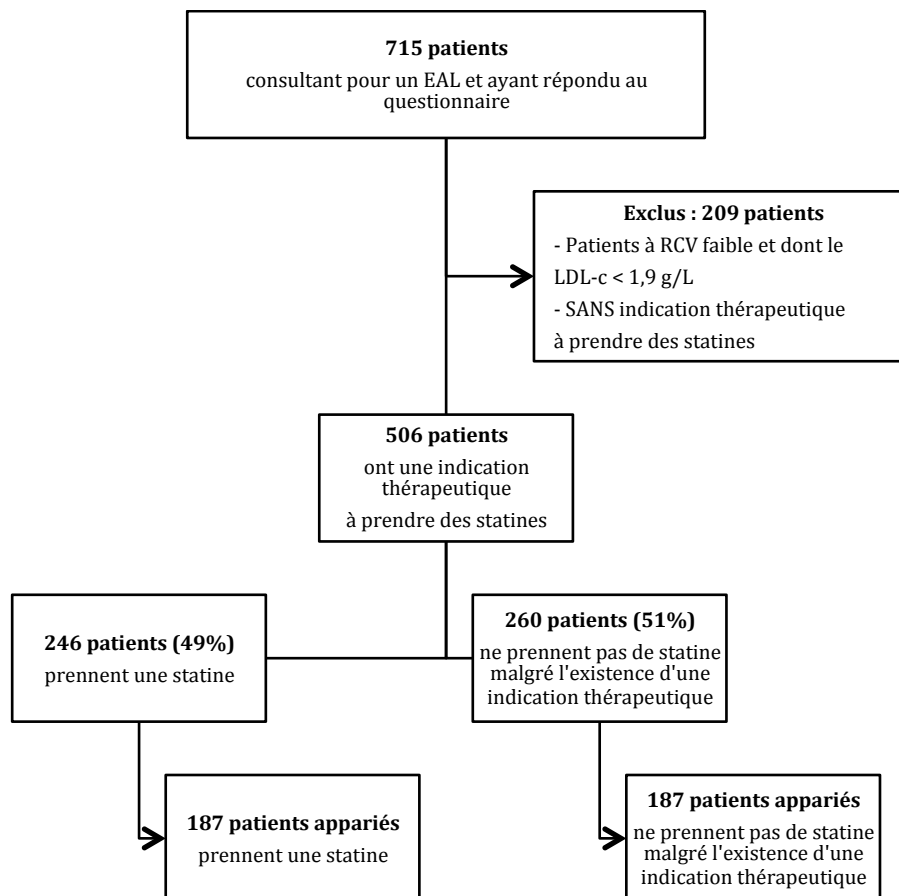 715 patients
consultant pour un EAL et ayant répondu au
questionnaire
Exclus : 209 patients
- Patients à RCV faible et dont le
LDL-c < 1,9 g/L
- SANS indication thérapeutique
à prendre des statines
506 patients
ont une indication
thérapeutique
à prendre des statines
246 patients (49%)
prennent une statine
260 patients (51%)
ne prennent pas de statine
malgré l'existence d'une
indication thérapeutique
187 patients appariés
prennent une statine
187 patients appariés
ne prennent pas de statine
malgré l'existence d'une
indication thérapeutique